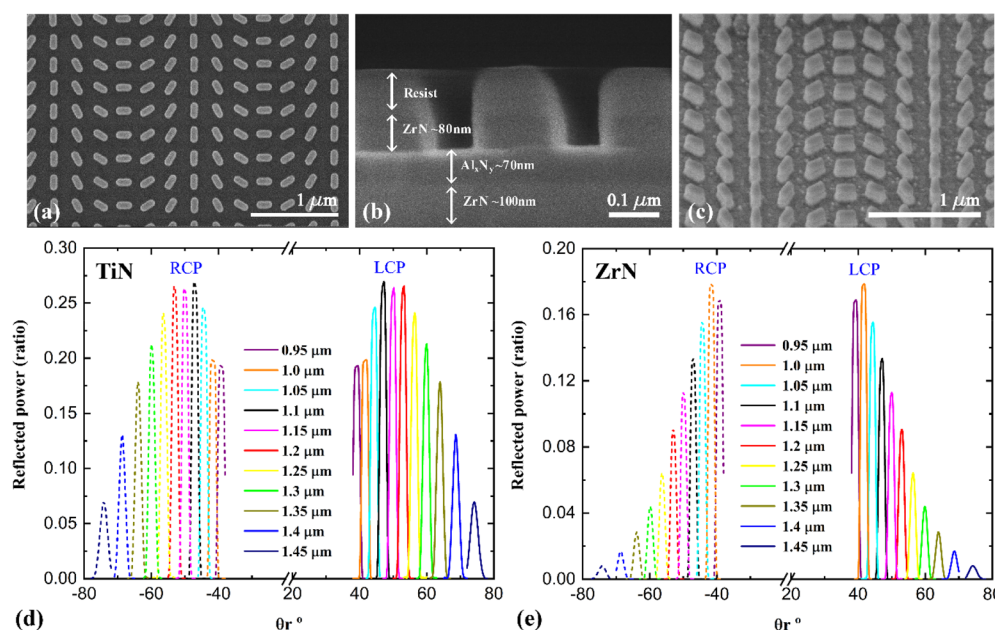 (a)
1 μm
Resist
ZrN ~80nm
AlₓNᵧ~70nm
ZrN ~100nm
(b)
0.1 μm
(c)
1 μm
TiN
RCP
LCP
0.95 μm
1.0 μm
1.05 μm
1.1 μm
1.15 μm
1.2 μm
1.25 μm
1.3 μm
1.35 μm
1.4 μm
1.45 μm
0.30
0.25
0.20
0.15
0.10
0.05
0.00
Reflected power (ratio)
-80 -60 -40 20 40 60 80
θr °
(d)
ZrN
RCP
LCP
0.95 μm
1.0 μm
1.05 μm
1.1 μm
1.15 μm
1.2 μm
1.25 μm
1.3 μm
1.35 μm
1.4 μm
1.45 μm
0.20
0.16
0.12
0.08
0.04
0.00
Reflected power (ratio)
-80 -60 -40 20 40 60 80
θr °
(e)